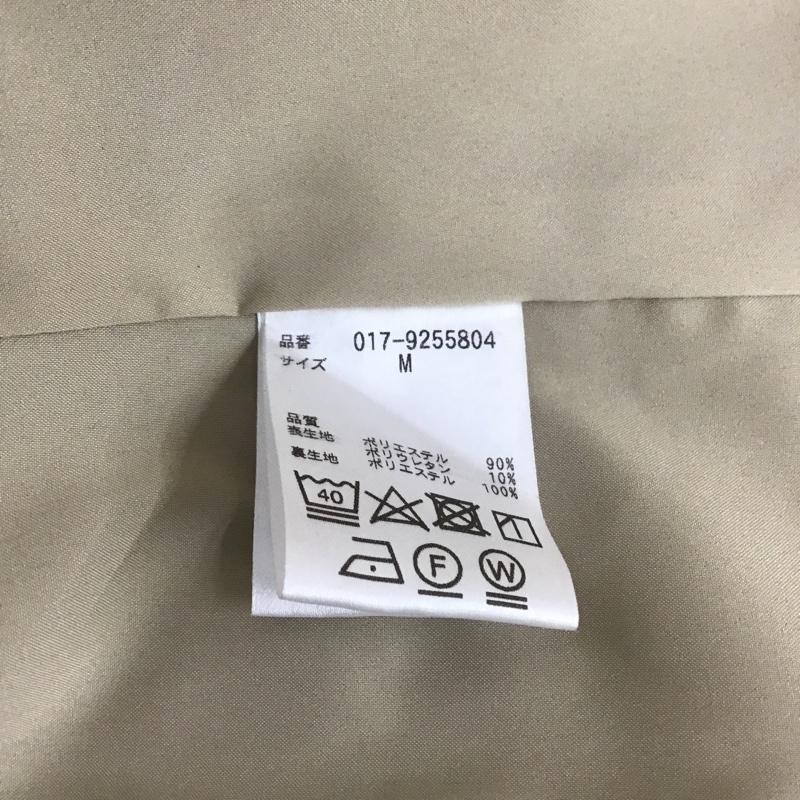 品番 017-9255804
サイズ M
品質
表生地 ポリエステル 90%
ポリウレタン 10%
裏生地 ポリエステル 100%
40
F W